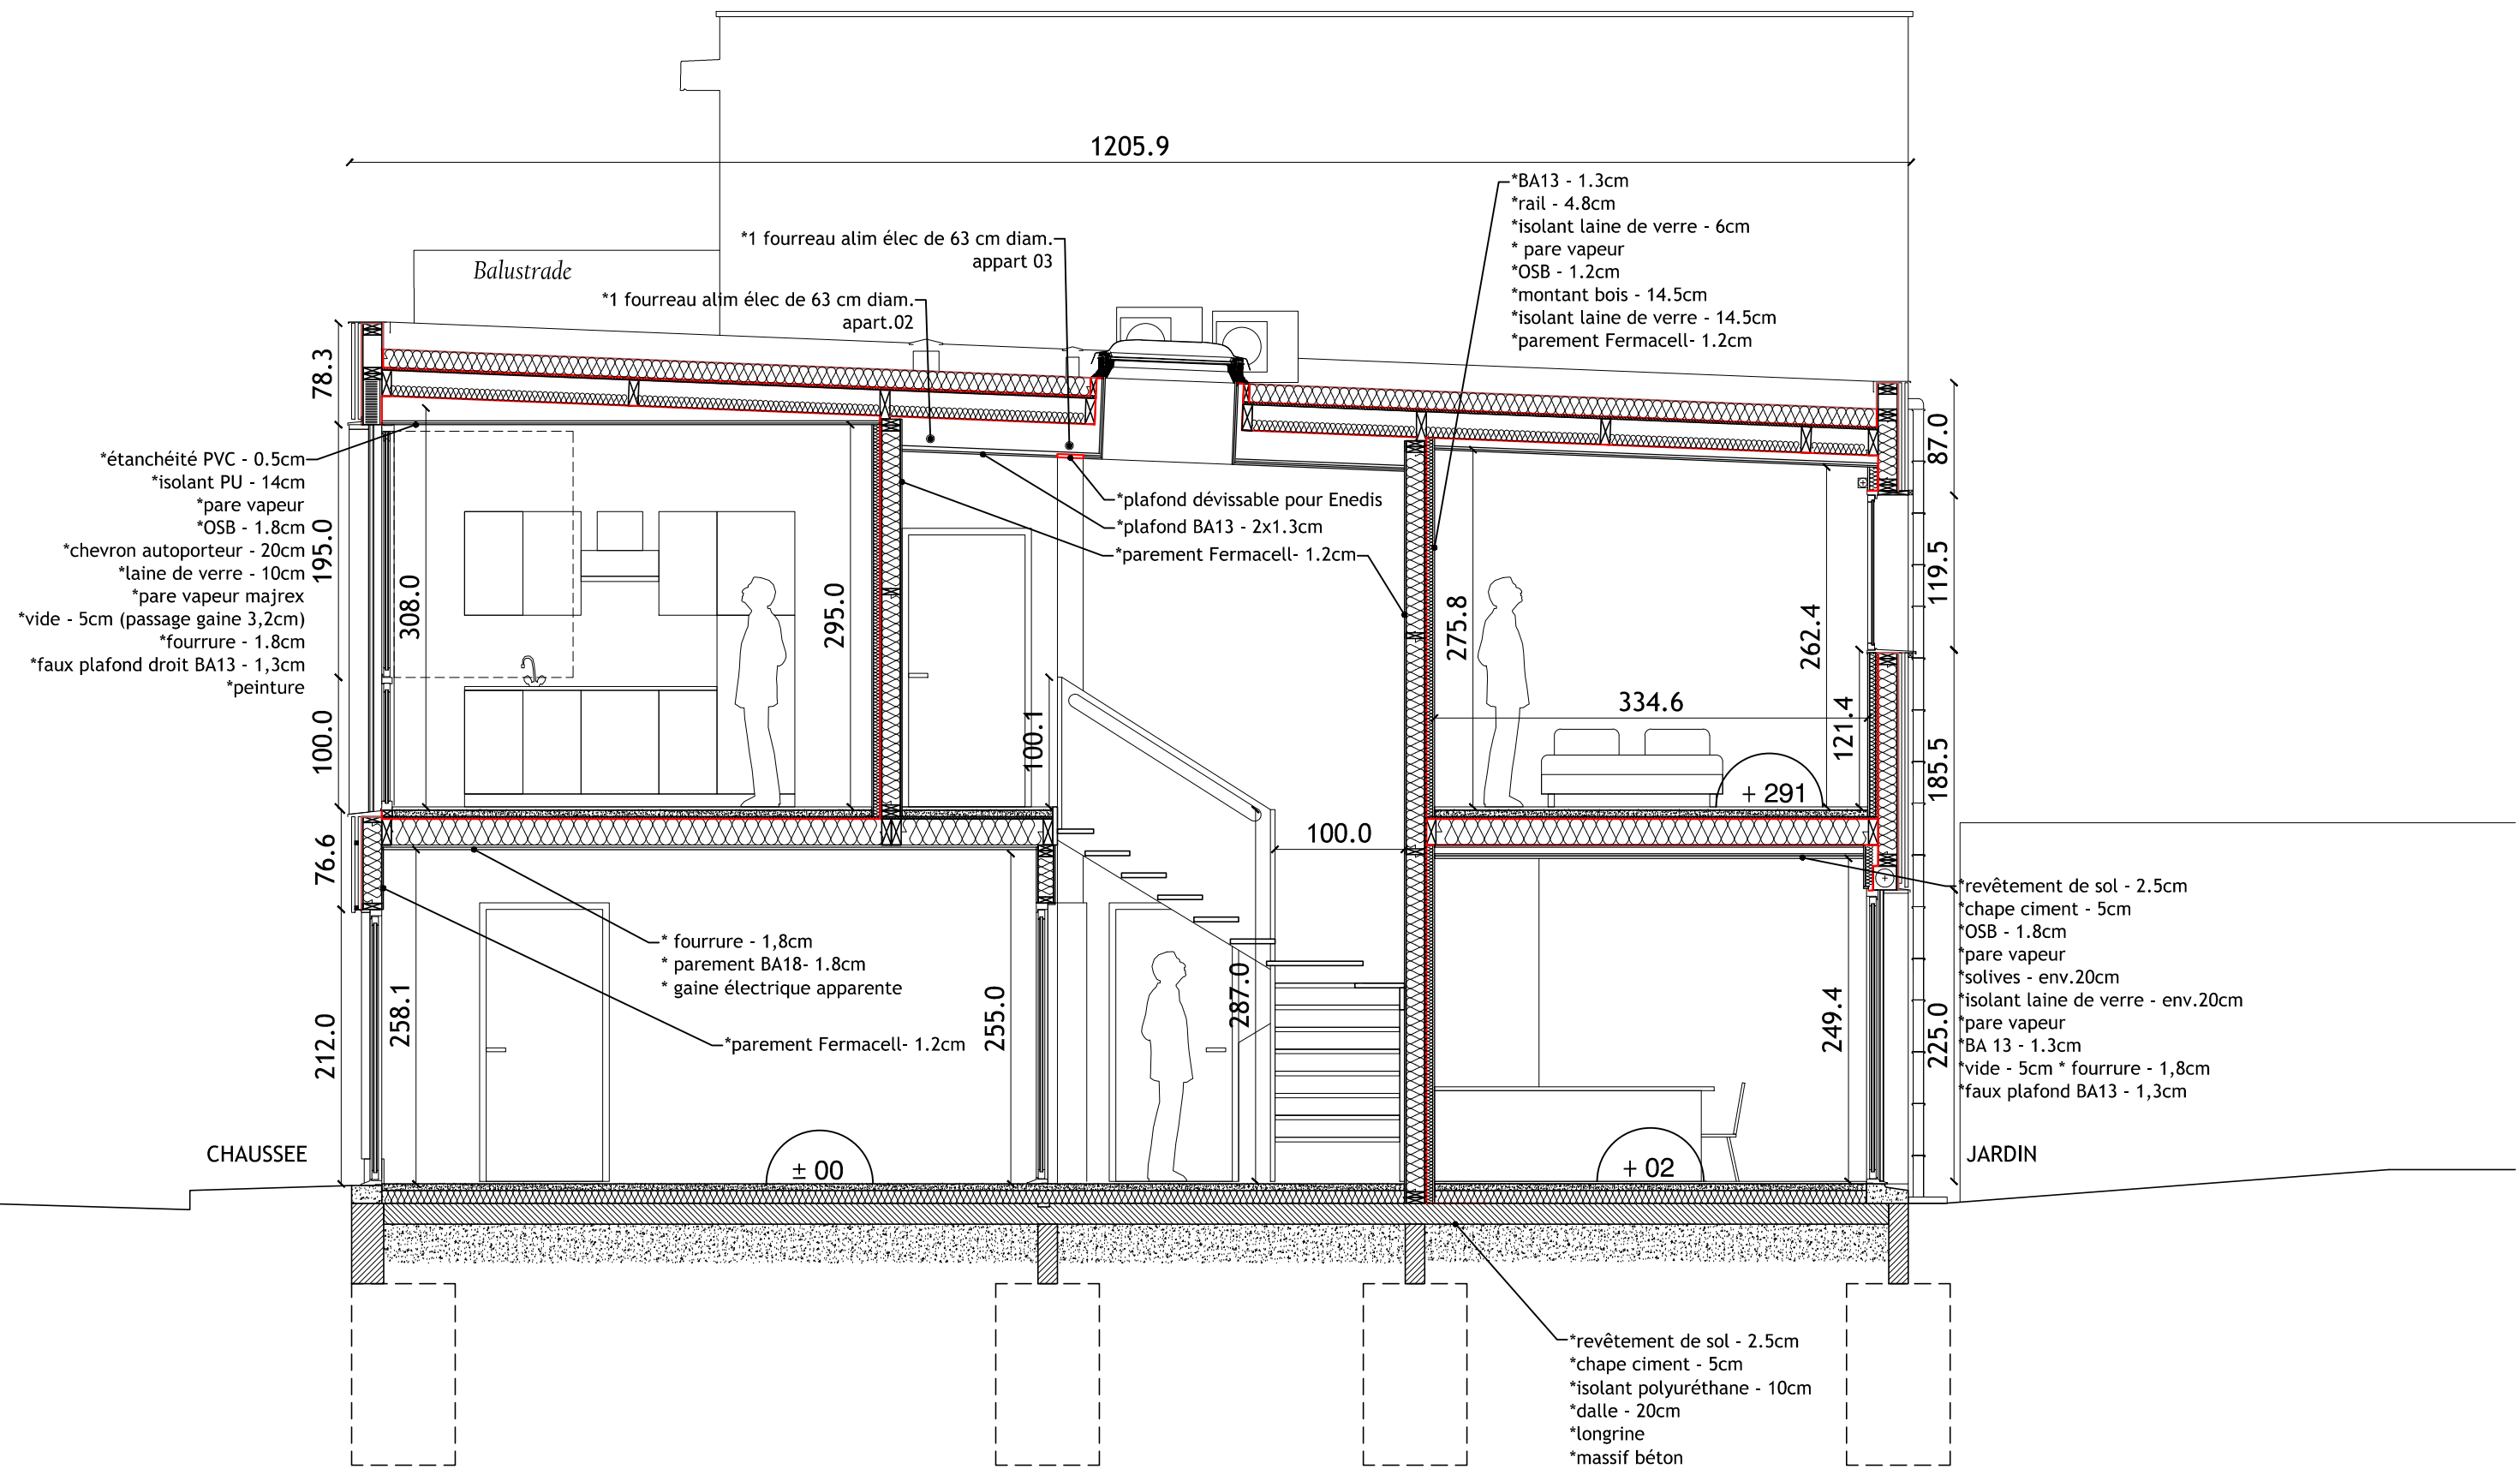 1205.9
*BA13 - 1.3cm
*rail - 4.8cm
*isolant laine de verre - 6cm
* pare vapeur
*OSB - 1.2cm
*montant bois - 14.5cm
*isolant laine de verre - 14.5cm
*parement Fermacell- 1.2cm
*1 fourreau alim élec de 63 cm diam.
appart 03
Balustrade
*1 fourreau alim élec de 63 cm diam.
apart.02
78.3
87.0
*étanchéité PVC - 0.5cm
*isolant PU - 14cm
*pare vapeur
*OSB - 1.8cm
*chevron autoporteur - 20cm
*laine de verre - 10cm
*pare vapeur majrex
*vide - 5cm (passage gaine 3,2cm)
*fourrure - 1.8cm
*faux plafond droit BA13 - 1,3cm
*peinture
195.0
308.0
295.0
*plafond dévissable pour Enedis
*plafond BA13 - 2x1.3cm
*parement Fermacell- 1.2cm
275.8
262.4
119.5
334.6
100.0
100.1
121.4
185.5
+ 291
100.0
76.6
* fourrure - 1,8cm
* parement BA18- 1.8cm
* gaine électrique apparente
*parement Fermacell- 1.2cm
212.0
258.1
255.0
287.0
249.4
225.0
*revêtement de sol - 2.5cm
*chape ciment - 5cm
*OSB - 1.8cm
*pare vapeur
*solives - env.20cm
*isolant laine de verre - env.20cm
*pare vapeur
*BA 13 - 1.3cm
*vide - 5cm * fourrure - 1,8cm
*faux plafond BA13 - 1,3cm
CHAUSSEE
± 00
+ 02
JARDIN
*revêtement de sol - 2.5cm
*chape ciment - 5cm
*isolant polyuréthane - 10cm
*dalle - 20cm
*longrine
*massif béton